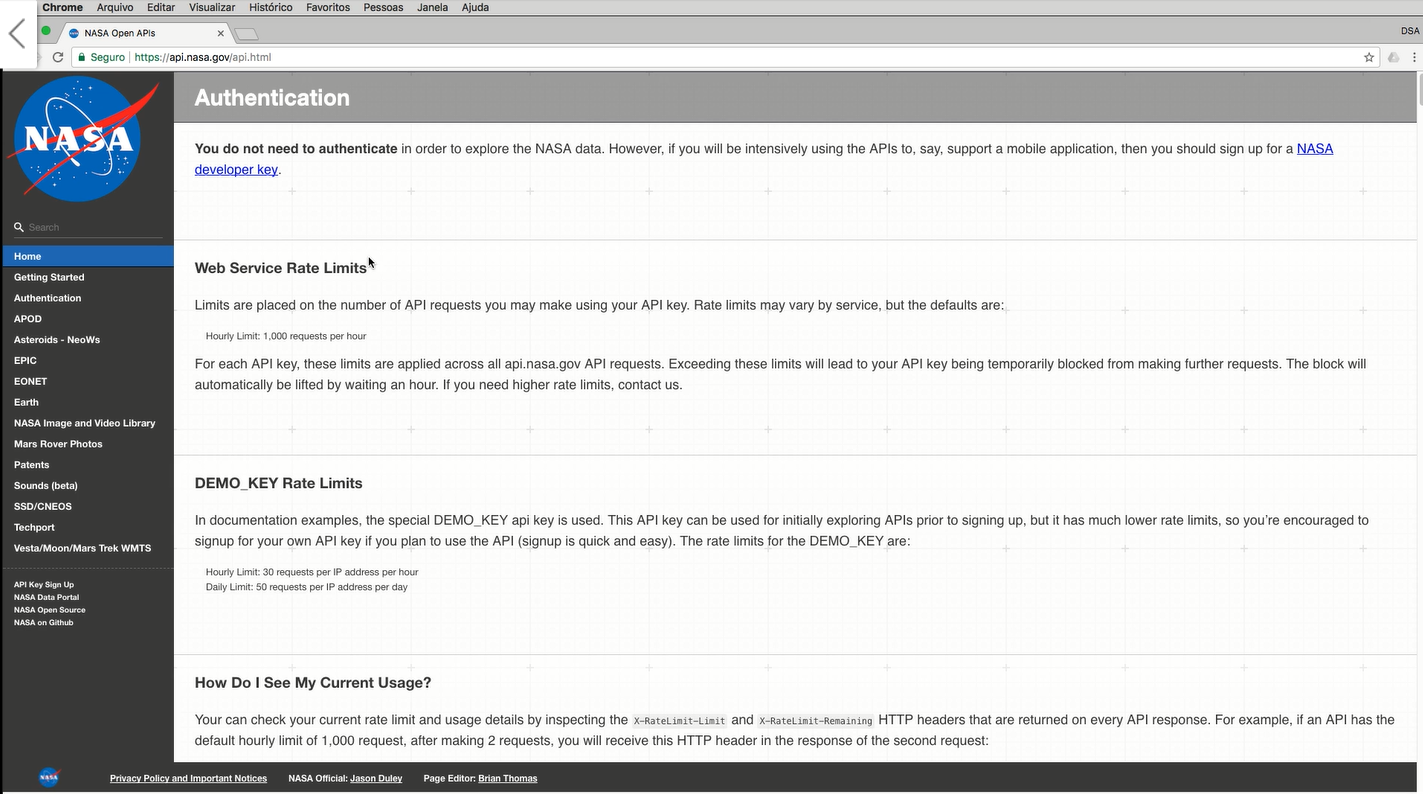 Chrome Arquivo Editar Visualizar Histórico Favoritos Pessoas Janela Ajuda
NASA Open APIs
DSA
Seguro https://api.nasa.gov/api.html
NASA
Search
Home
Getting Started
Authentication
APOD
Asteroids - NeoWs
EPIC
EONET
Earth
NASA Image and Video Library
Mars Rover Photos
Patents
Sounds (beta)
SSD/CNEOS
Techport
Vesta/Moon/Mars Trek WMTS
API Key Sign Up
NASA Data Portal
NASA Open Source
NASA on Github
Authentication
You do not need to authenticate in order to explore the NASA data. However, if you will be intensively using the APIs to, say, support a mobile application, then you should sign up for a NASA
developer key.
Web Service Rate Limits
Limits are placed on the number of API requests you may make using your API key. Rate limits may vary by service, but the defaults are:
Hourly Limit: 1,000 requests per hour
For each API key, these limits are applied across all api.nasa.gov API requests. Exceeding these limits will lead to your API key being temporarily blocked from making further requests. The block will
automatically be lifted by waiting an hour. If you need higher rate limits, contact us.
DEMO_KEY Rate Limits
In documentation examples, the special DEMO_KEY api key is used. This API key can be used for initially exploring APIs prior to signing up, but it has much lower rate limits, so you're encouraged to
signup for your own API key if you plan to use the API (signup is quick and easy). The rate limits for the DEMO_KEY are:
Hourly Limit: 30 requests per IP address per hour
Daily Limit: 50 requests per IP address per day
How Do I See My Current Usage?
Your can check your current rate limit and usage details by inspecting the X-RateLimit-Limit and X-RateLimit-Remaining HTTP headers that are returned on every API response. For example, if an API has the
default hourly limit of 1,000 request, after making 2 requests, you will receive this HTTP header in the response of the second request:
NASA
Privacy Policy and Important Notices NASA Official: Jason Duley Page Editor: Brian Thomas